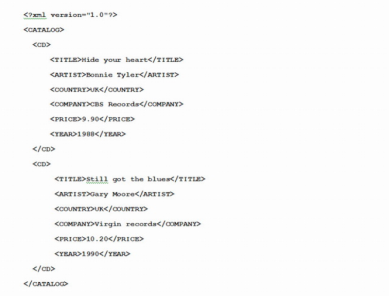 <?xml version="1.0"?>
<CATALOG>
<CD>
<TITLE>Hide your heart</TITLE>
<ARTIST>Bonnie Tyler</ARTIST>
<COUNTRY>UK</COUNTRY>
<COMPANY>CBS Records</COMPANY>
<PRICE>9.90</PRICE>
<YEAR>1988</YEAR>
</CD>
<CD>
<TITLE>Still got the blues</TITLE>
<ARTIST>Gary Moore</ARTIST>
<COUNTRY>UK</COUNTRY>
<COMPANY>Virgin records</COMPANY>
<PRICE>10.20</PRICE>
<YEAR>1990</YEAR>
</CD>
</CATALOG>